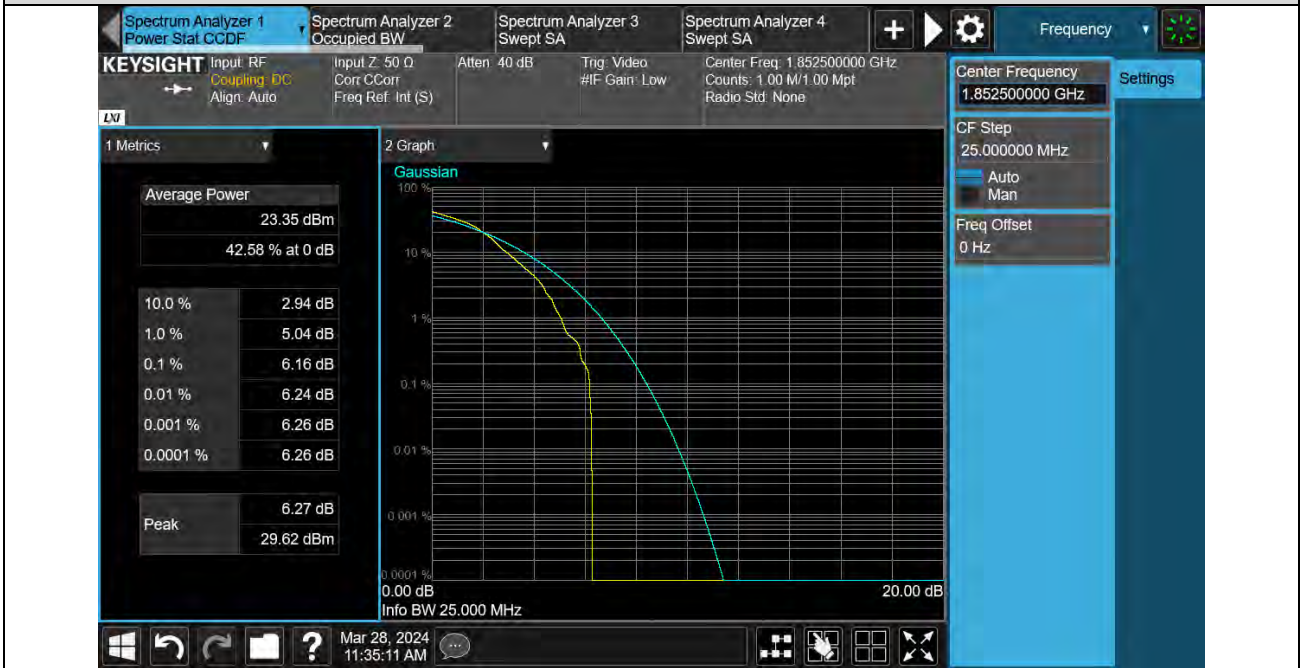 Spectrum Analyzer 1
Power Stat CCDF
Spectrum Analyzer 2
Occupied BW
Spectrum Analyzer 3
Swept SA
Spectrum Analyzer 4
Swept SA
+
Frequency
KEYSIGHT
LXI
Input: RF
Coupling: DC
Align: Auto
Input Z: 50 Ω
Corr CCorr
Freq Ref: Int (S)
Atten: 40 dB
Trig: Video
#IF Gain: Low
Center Freq: 1.852500000 GHz
Counts: 1.00 M/1.00 Mpt
Radio Std: None
Center Frequency
1.852500000 GHz
Settings
CF Step
25.000000 MHz
Auto
Man
Freq Offset
0 Hz
1 Metrics
Average Power
23.35 dBm
42.58 % at 0 dB
10.0 % 2.94 dB
1.0 % 5.04 dB
0.1 % 6.16 dB
0.01 % 6.24 dB
0.001 % 6.26 dB
0.0001 % 6.26 dB
Peak
6.27 dB
29.62 dBm
2 Graph
Gaussian
100 %
10 %
1 %
0.1 %
0.01 %
0.001 %
0.0001 %
0.00 dB
20.00 dB
Info BW 25.000 MHz
?
Mar 28, 2024
11:35:11 AM